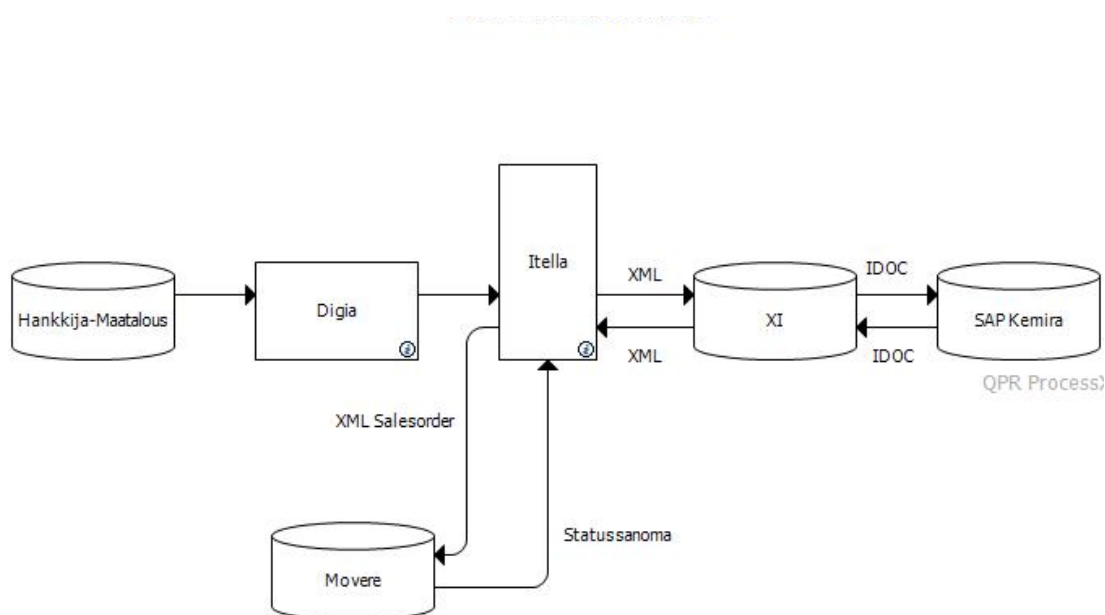 Itella
XML
IDOC
Hankkija-Maatalous
Digia
XI
SAP Kemira
XML
IDOC
QPR ProcessX
XML Salesorder
Statussanoma
Movere